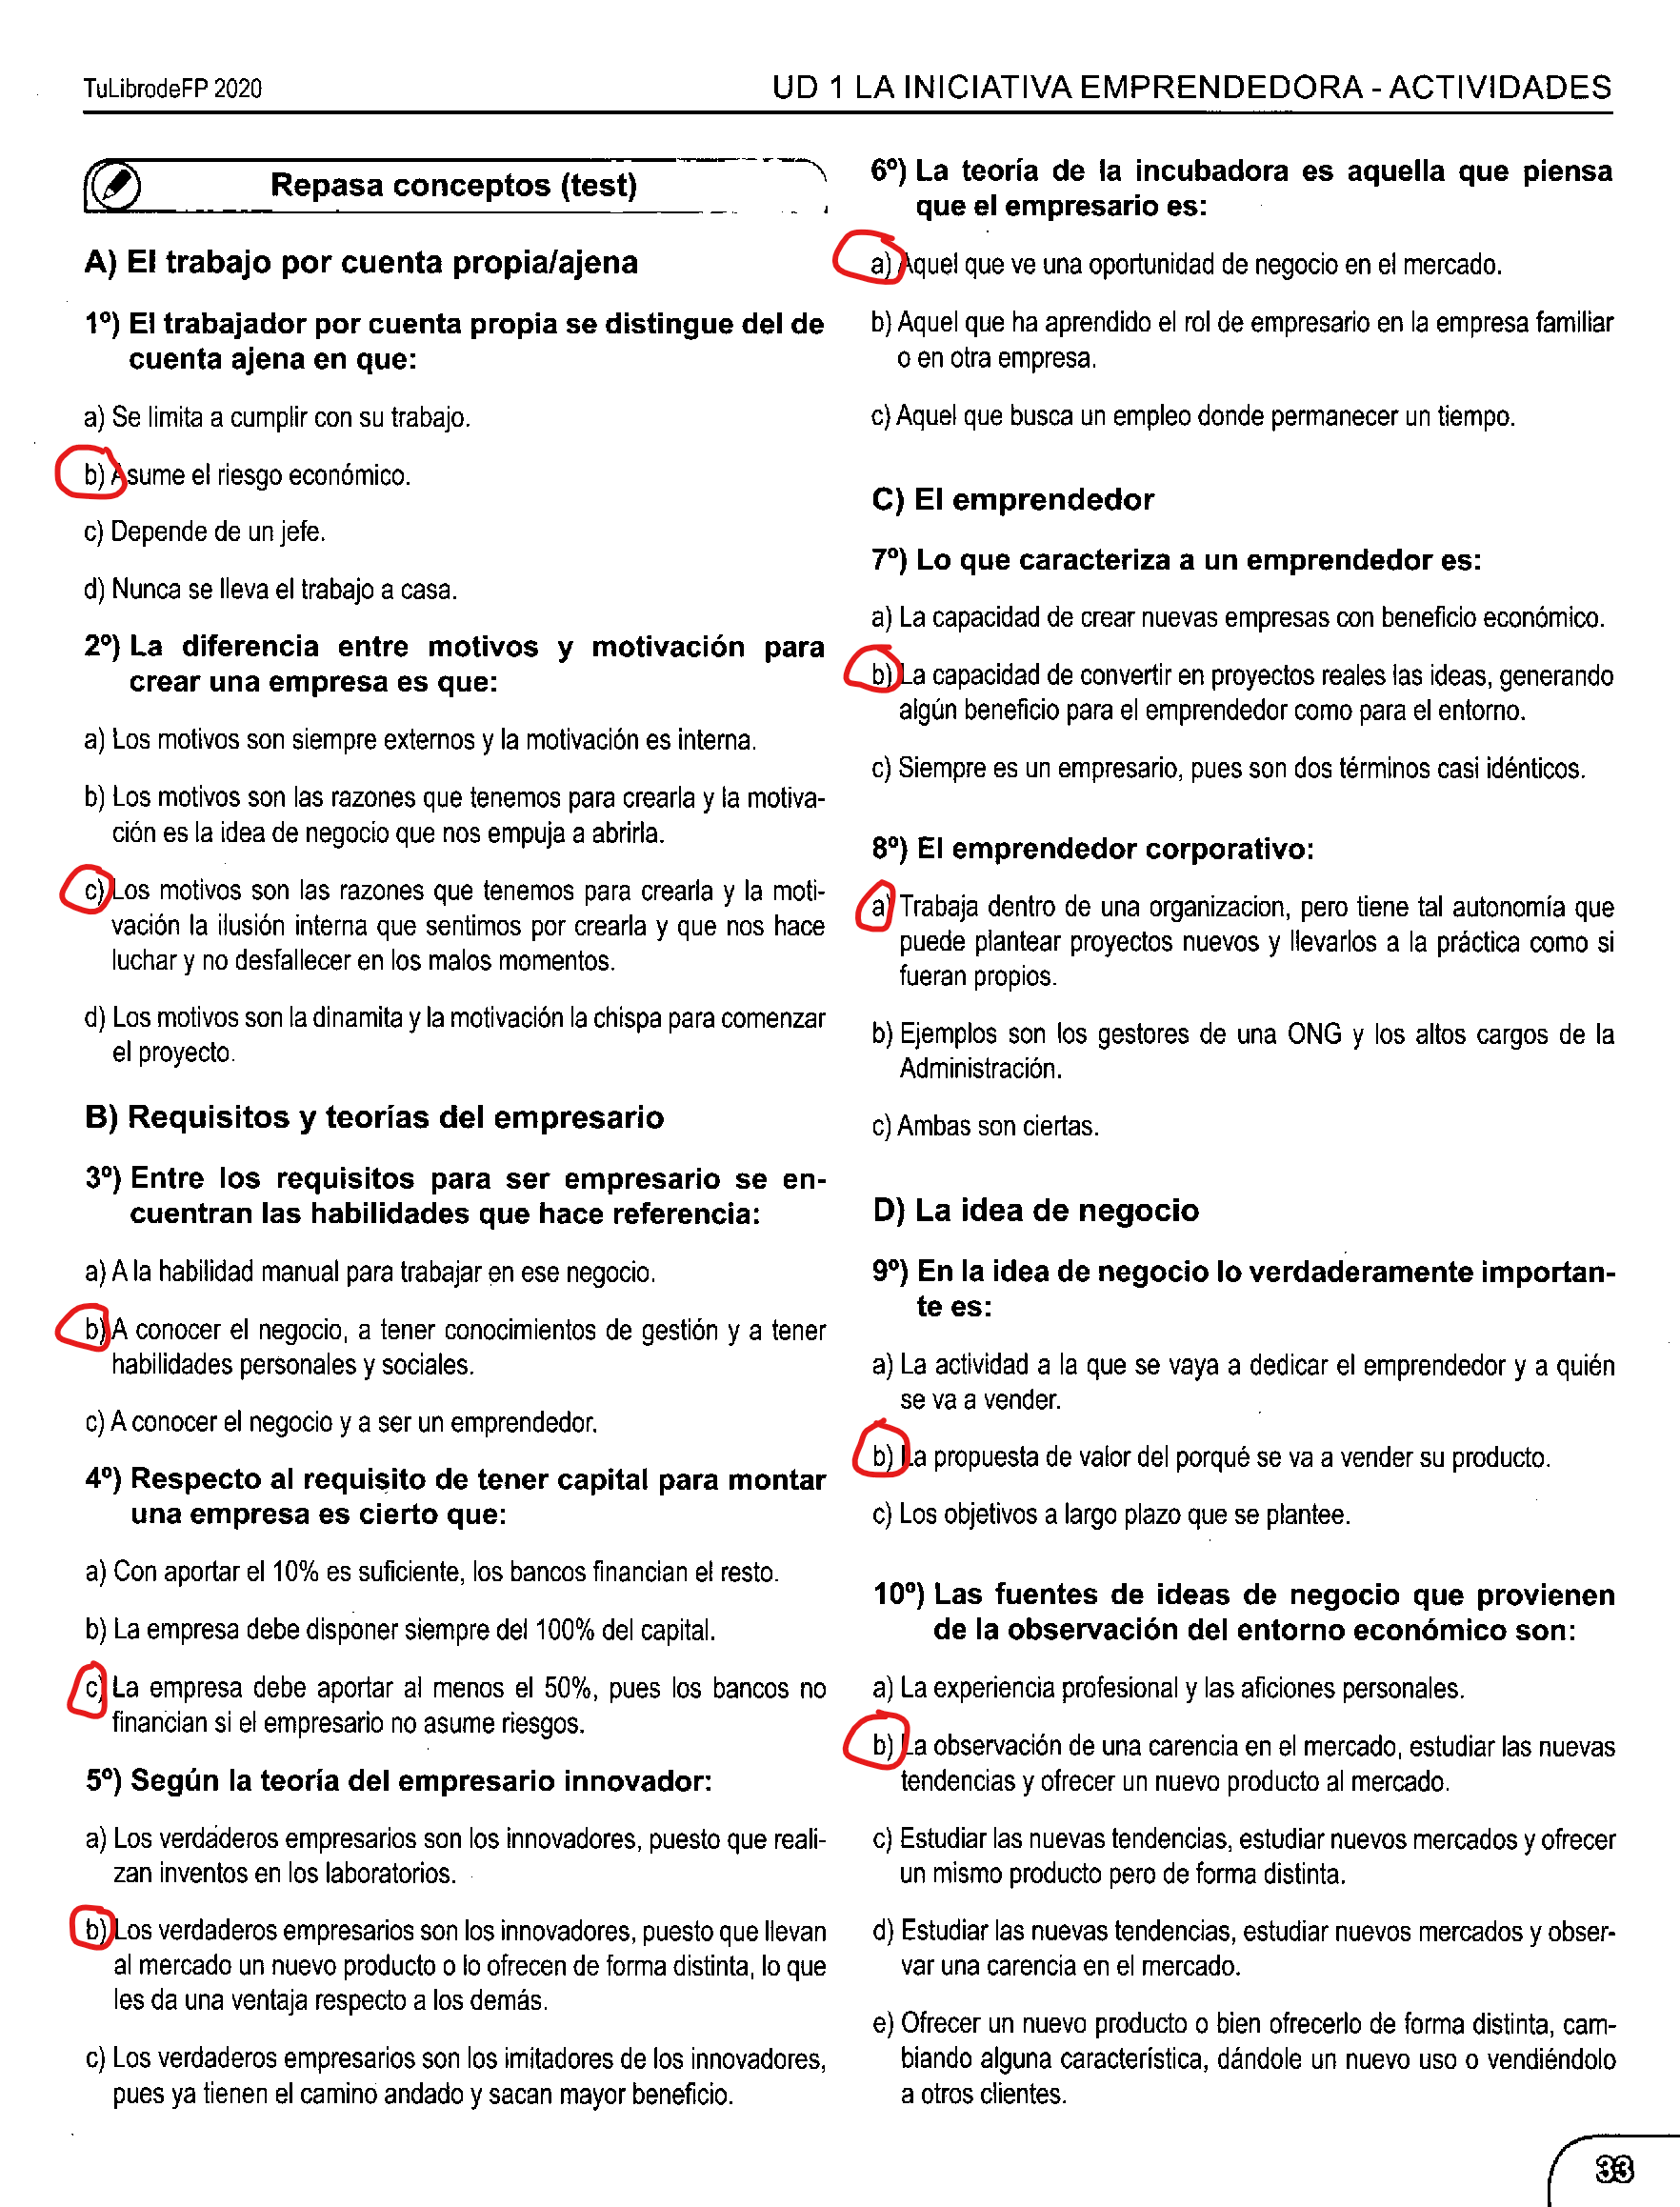 TuLibrodeFP 2020
UD 1 LA INICIATIVA EMPRENDEDORA - ACTIVIDADES
Repasa conceptos (test)
A) El trabajo por cuenta propia/ajena
1º) El trabajador por cuenta propia se distingue del de
cuenta ajena en que:
a) Se limita a cumplir con su trabajo.
b) Asume el riesgo económico.
c) Depende de un jefe.
d) Nunca se lleva el trabajo a casa.
2º) La diferencia entre motivos y motivación para
crear una empresa es que:
a) Los motivos son siempre externos y la motivación es interna.
b) Los motivos son las razones que tenemos para crearla y la motiva-
ción es la idea de negocio que nos empuja a abrirla.
c) Los motivos son las razones que tenemos para crearla y la moti-
vación la ilusión interna que sentimos por crearla y que nos hace
luchar y no desfallecer en los malos momentos.
d) Los motivos son la dinamita y la motivación la chispa para comenzar
el proyecto.
B) Requisitos y teorías del empresario
3º) Entre los requisitos para ser empresario se en-
cuentran las habilidades que hace referencia:
a) A la habilidad manual para trabajar en ese negocio.
b) A conocer el negocio, a tener conocimientos de gestión y a tener
habilidades personales y sociales.
c) A conocer el negocio y a ser un emprendedor.
4º) Respecto al requisito de tener capital para montar
una empresa es cierto que:
a) Con aportar el 10% es suficiente, los bancos financian el resto.
b) La empresa debe disponer siempre del 100% del capital.
c) La empresa debe aportar al menos el 50%, pues los bancos no
financian si el empresario no asume riesgos.
5º) Según la teoría del empresario innovador:
a) Los verdaderos empresarios son los innovadores, puesto que reali-
zan inventos en los laboratorios.
b) Los verdaderos empresarios son los innovadores, puesto que llevan
al mercado un nuevo producto o lo ofrecen de forma distinta, lo que
les da una ventaja respecto a los demás.
c) Los verdaderos empresarios son los imitadores de los innovadores,
pues ya tienen el camino andado y sacan mayor beneficio.
6º) La teoría de la incubadora es aquella que piensa
que el empresario es:
a) Aquel que ve una oportunidad de negocio en el mercado.
b) Aquel que ha aprendido el rol de empresario en la empresa familiar
o en otra empresa.
c) Aquel que busca un empleo donde permanecer un tiempo.
C) El emprendedor
7º) Lo que caracteriza a un emprendedor es:
a) La capacidad de crear nuevas empresas con beneficio económico.
b) La capacidad de convertir en proyectos reales las ideas, generando
algún beneficio para el emprendedor como para el entorno.
c) Siempre es un empresario, pues son dos términos casi idénticos.
8º) El emprendedor corporativo:
a) Trabaja dentro de una organizacion, pero tiene tal autonomía que
puede plantear proyectos nuevos y llevarlos a la práctica como si
fueran propios.
b) Ejemplos son los gestores de una ONG y los altos cargos de la
Administración.
c) Ambas son ciertas.
D) La idea de negocio
9º) En la idea de negocio lo verdaderamente importan-
te es:
a) La actividad a la que se vaya a dedicar el emprendedor y a quién
se va a vender.
b) La propuesta de valor del porqué se va a vender su producto.
c) Los objetivos a largo plazo que se plantee.
10º) Las fuentes de ideas de negocio que provienen
de la observación del entorno económico son:
a) La experiencia profesional y las aficiones personales.
b) La observación de una carencia en el mercado, estudiar las nuevas
tendencias y ofrecer un nuevo producto al mercado.
c) Estudiar las nuevas tendencias, estudiar nuevos mercados y ofrecer
un mismo producto pero de forma distinta.
d) Estudiar las nuevas tendencias, estudiar nuevos mercados y obser-
var una carencia en el mercado.
e) Ofrecer un nuevo producto o bien ofrecerlo de forma distinta, cam-
biando alguna característica, dándole un nuevo uso o vendiéndolo
a otros clientes.
33